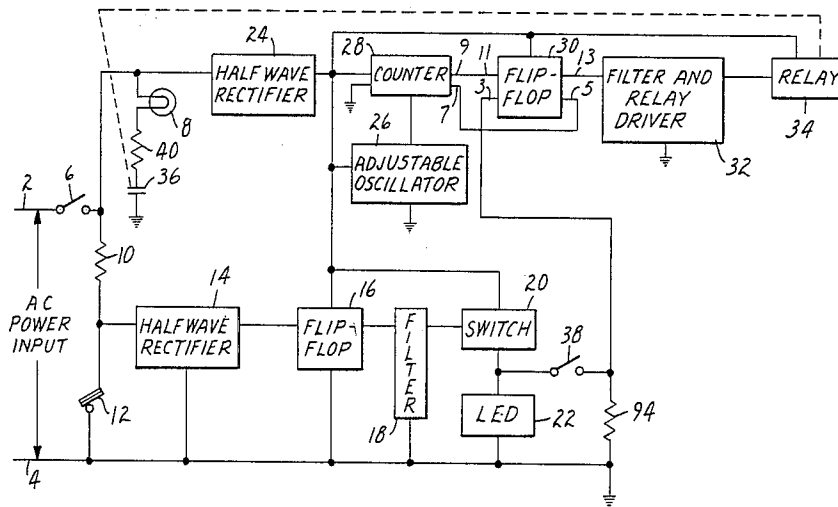 24
HALFWAVE
RECTIFIER
28
COUNTER
9
7
11
3
30
FLIP-
FLOP
13
5
FILTER AND
RELAY
DRIVER
32
RELAY
34
8
40
36
26
ADJUSTABLE
OSCILLATOR
2
6
10
AC
POWER
INPUT
14
HALFWAVE
RECTIFIER
16
FLIP-
FLOP
FILTER
18
20
SWITCH
38
12
LED
22
94
4